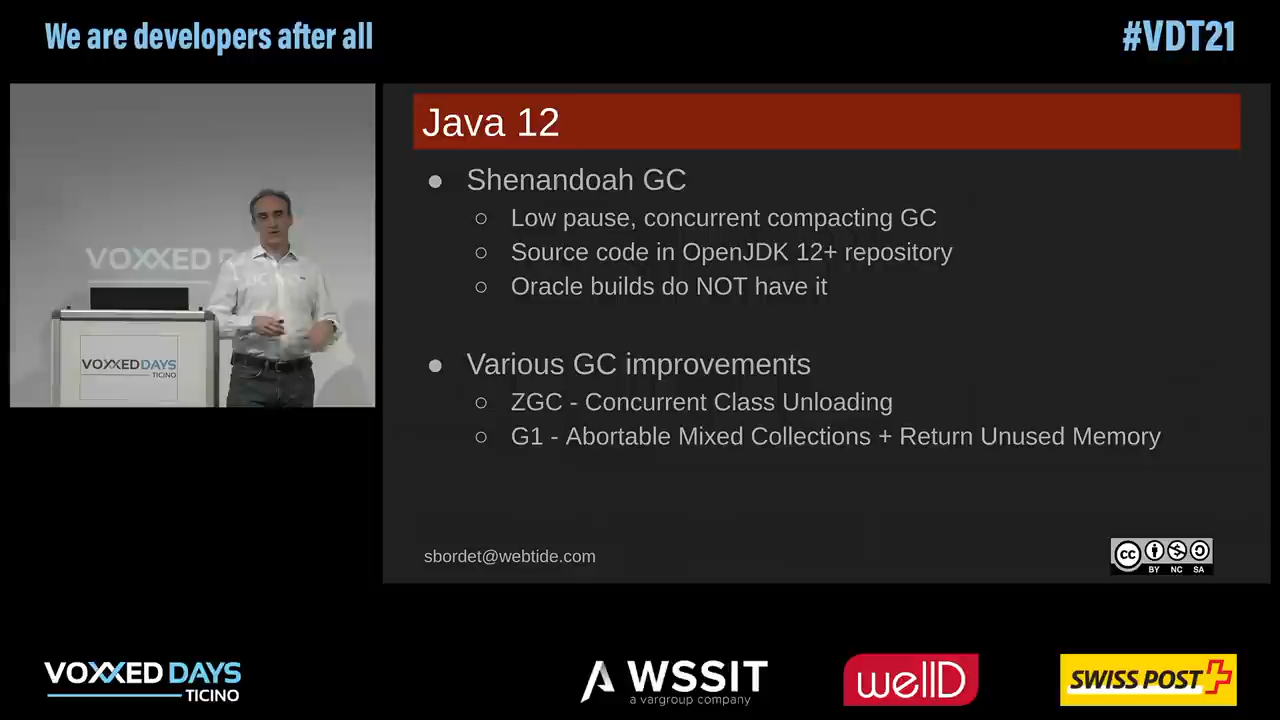 We are developers after all
#VDT21
VOXXED D
VOXXEDDAYS
TICINO
Java 12
● Shenandoah GC
○ Low pause, concurrent compacting GC
○ Source code in OpenJDK 12+ repository
○ Oracle builds do NOT have it
● Various GC improvements
○ ZGC - Concurrent Class Unloading
○ G1 - Abortable Mixed Collections + Return Unused Memory
sbordet@webtide.com
cc
BY NC SA
VOXXED DAYS
TICINO
WSSIT
a vargroup company
wellD
SWISS POST